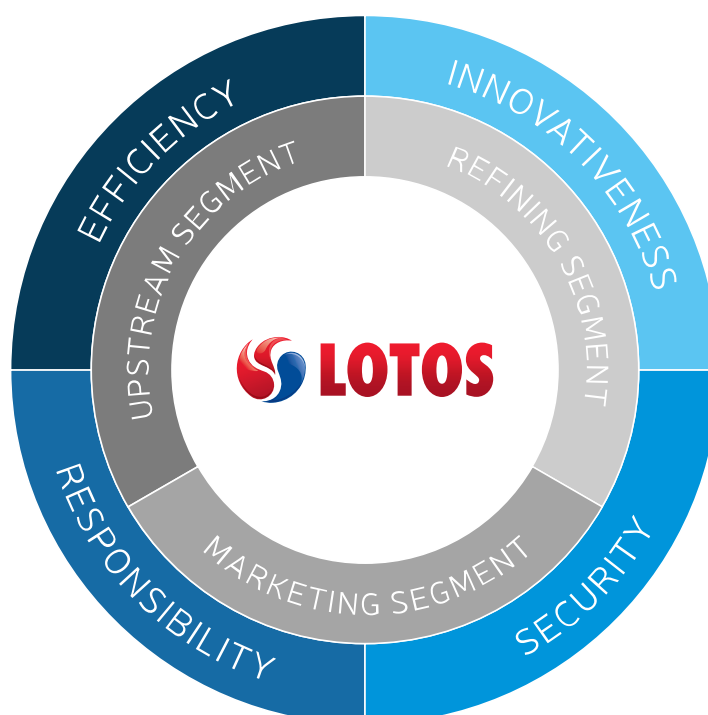 EFFICIENCY
INNOVATIVENESS
UPSTREAM SEGMENT
REFINING SEGMENT
LOTOS
MARKETING SEGMENT
RESPONSIBILITY
SECURITY